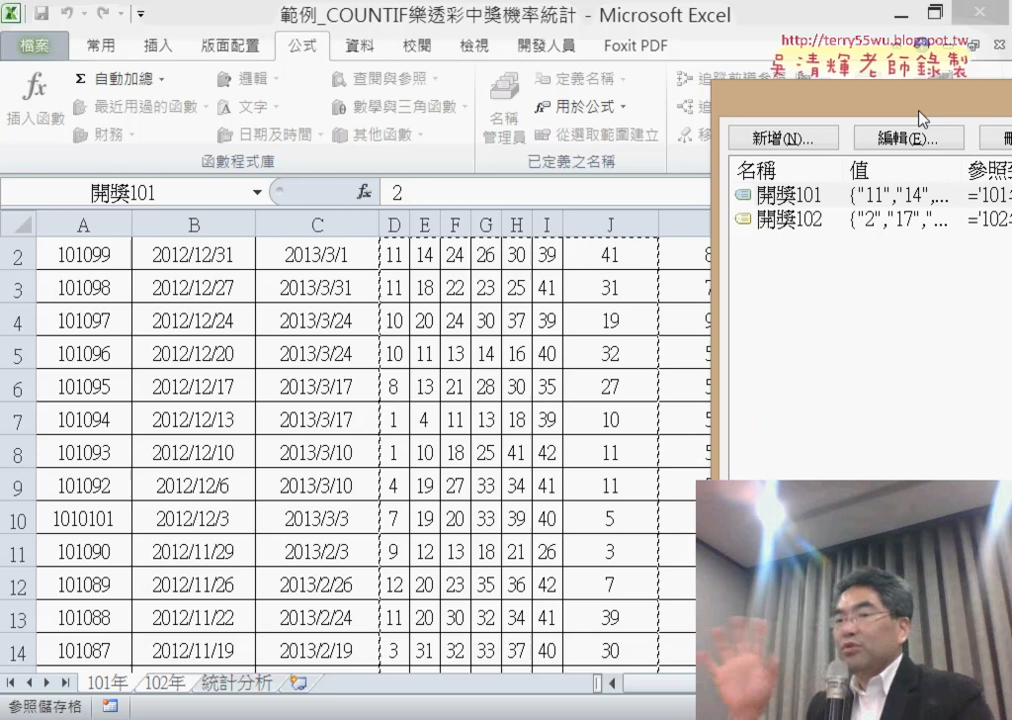 範例_COUNTIF樂透彩中獎機率統計 - Microsoft Excel
http://terry55wu.blogspot.tw
吳清輝老師錄製
檔案 常用 插入 版面配置 公式 資料 校閱 檢視 開發人員 Foxit PDF
fx 插入函數
Σ 自動加總 邏輯 查閱與參照
最近用過的函數 文字 數學與三角函數
財務 日期及時間 其他函數
函數程式庫
名稱管理員
定義名稱
用於公式
從選取範圍建立
已定義之名稱
開獎101 fx 2
新增(N)... 編輯(E)...
名稱 值
開獎101 {"11","14",... ='101
開獎102 {"2","17","... ='102
A B C D E F G H I J
2 101099 2012/12/31 2013/3/1 11 14 24 26 30 39 41
3 101098 2012/12/27 2013/3/31 11 18 22 23 25 41 31
4 101097 2012/12/24 2013/3/24 10 20 24 30 37 39 19
5 101096 2012/12/20 2013/3/24 10 11 13 14 16 40 32
6 101095 2012/12/17 2013/3/17 8 13 21 28 30 35 27
7 101094 2012/12/13 2013/3/17 1 4 11 13 18 39 10
8 101093 2012/12/10 2013/3/10 1 10 18 25 41 42 11
9 101092 2012/12/6 2013/3/10 4 19 27 33 34 41 11
10 1010101 2012/12/3 2013/3/3 7 19 20 33 39 40 5
11 101090 2012/11/29 2013/2/3 9 12 13 18 21 26 3
12 101089 2012/11/26 2013/2/26 12 20 23 35 36 42 7
13 101088 2012/11/22 2013/2/24 11 20 30 32 34 41 39
14 101087 2012/11/19 2013/2/19 3 31 32 33 37 40 30
101年 102年 統計分析
參照儲存格